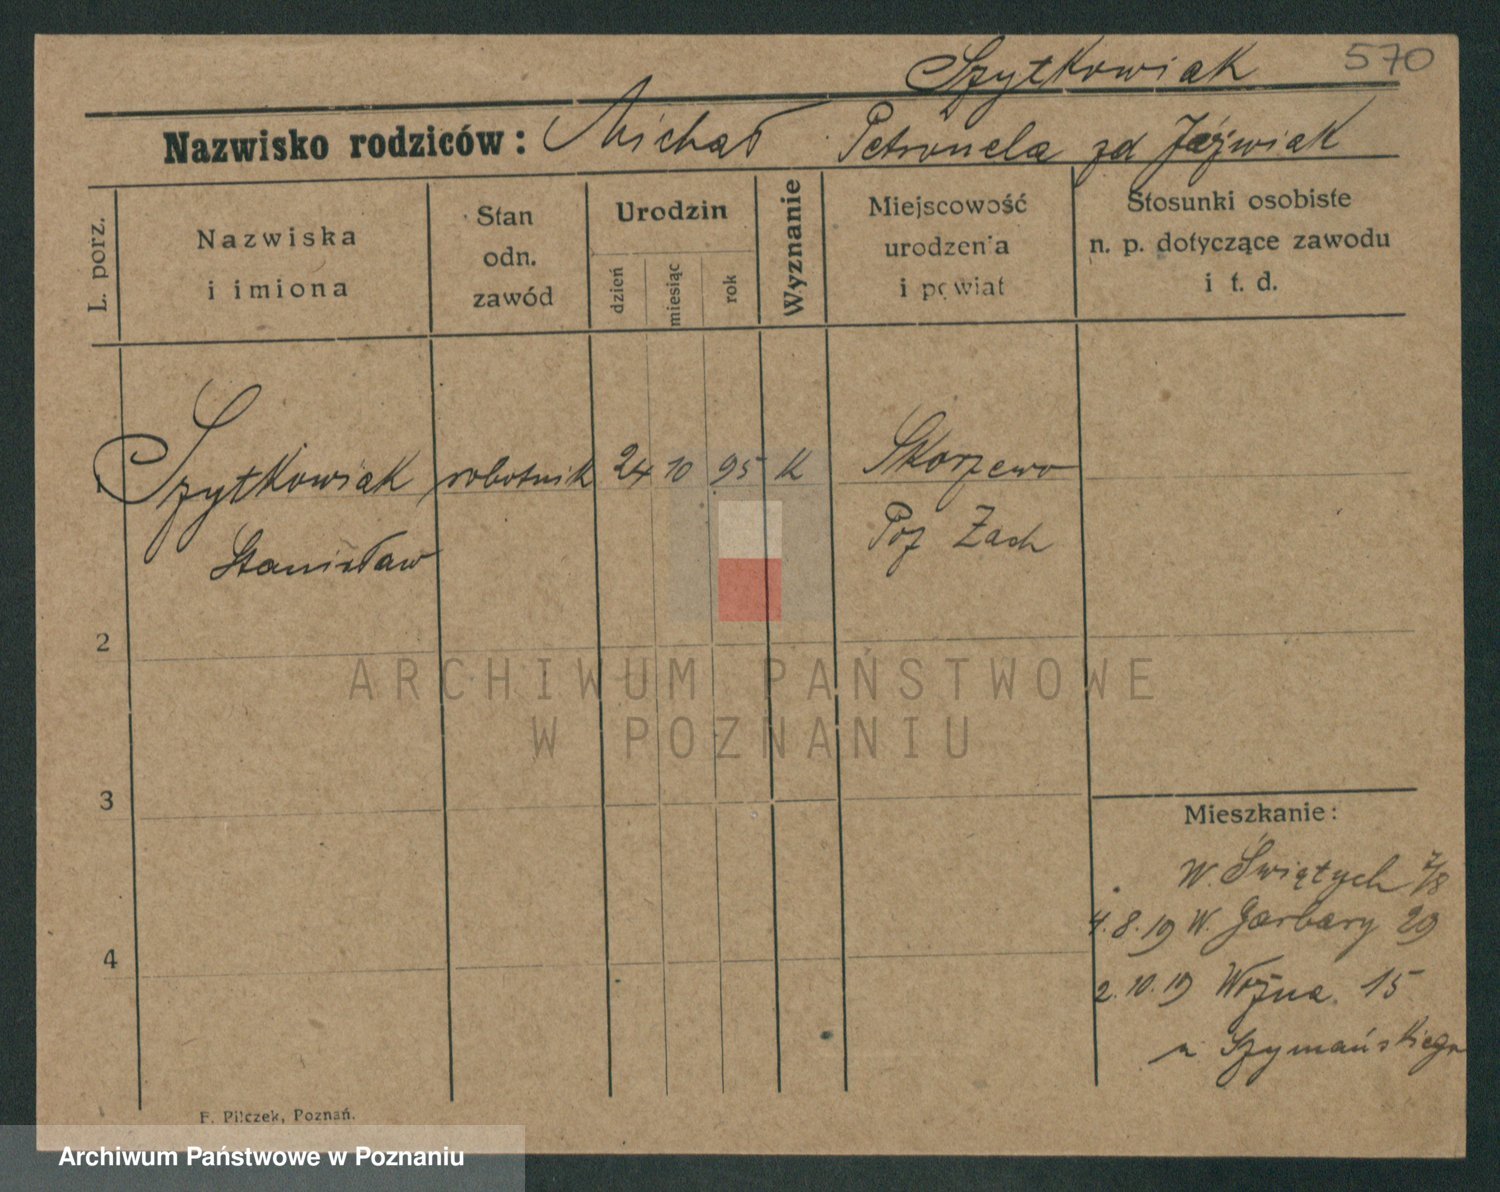 570
Szytkowiak
Nazwisko rodziców: Michał Petronela zd Jóźwiak
L. porz.
Nazwiska
i imiona
Stan
odn.
zawód
Urodzin
dzień
miesiąc
rok
Wyznanie
Miejscowość
urodzenia
i powiat
Stosunki osobiste
n. p. dotyczące zawodu
i t. d.
1 Szytkowiak robotnik 24 10 95 K Skorzewo
Stanisław Poz Zach
2
3
4
ARCHIWUM PAŃSTWOWE
W POZNANIU
Mieszkanie:
W. Świętych 7/8
4.8.19 W. Garbary 29
2.10.19 Woźna 15
u Szymańskiego
F. Pilczek, Poznań.
Archiwum Państwowe w Poznaniu